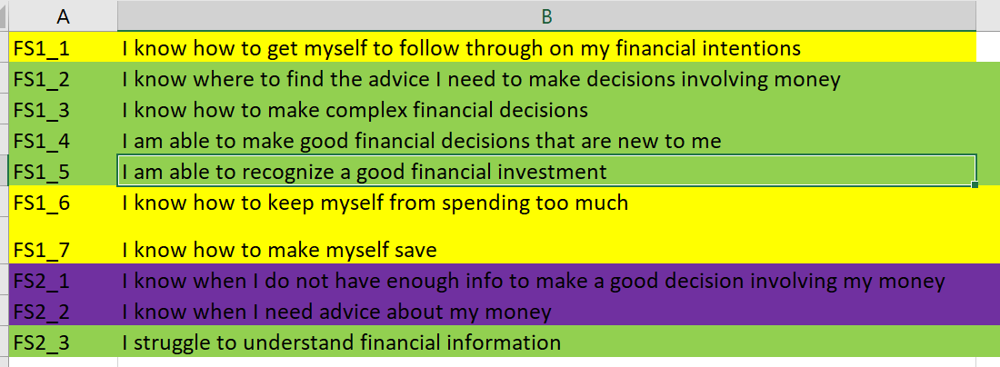 A B
FS1_1 I know how to get myself to follow through on my financial intentions
FS1_2 I know where to find the advice I need to make decisions involving money
FS1_3 I know how to make complex financial decisions
FS1_4 I am able to make good financial decisions that are new to me
FS1_5 I am able to recognize a good financial investment
FS1_6 I know how to keep myself from spending too much
FS1_7 I know how to make myself save
FS2_1 I know when I do not have enough info to make a good decision involving my money
FS2_2 I know when I need advice about my money
FS2_3 I struggle to understand financial information